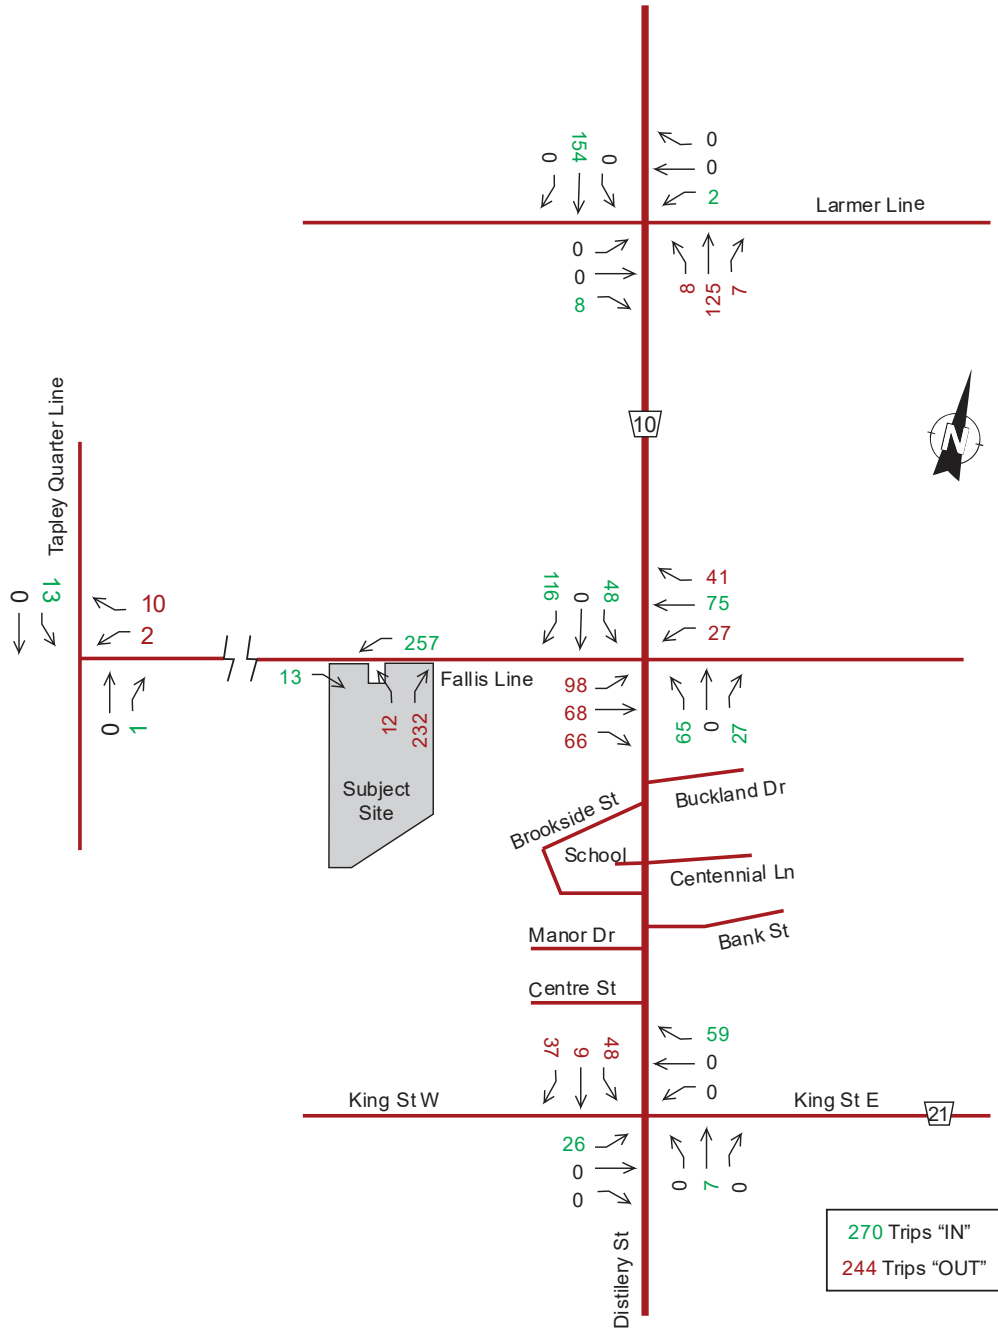 154
0
0
0
0
2
Larmer Line
0
0
8
8
125
7
10
N
Tapley Quarter Line
0
13
10
2
0
1
257
13
Fallis Line
12
232
Subject
Site
116
0
48
41
75
27
98
68
66
65
0
27
Buckland Dr
Brookside St
School
Centennial Ln
Bank St
Manor Dr
Centre St
37
9
48
59
0
0
King St W
King St E
21
26
0
0
0
7
0
Distilery St
270 Trips “IN”
244 Trips “OUT”